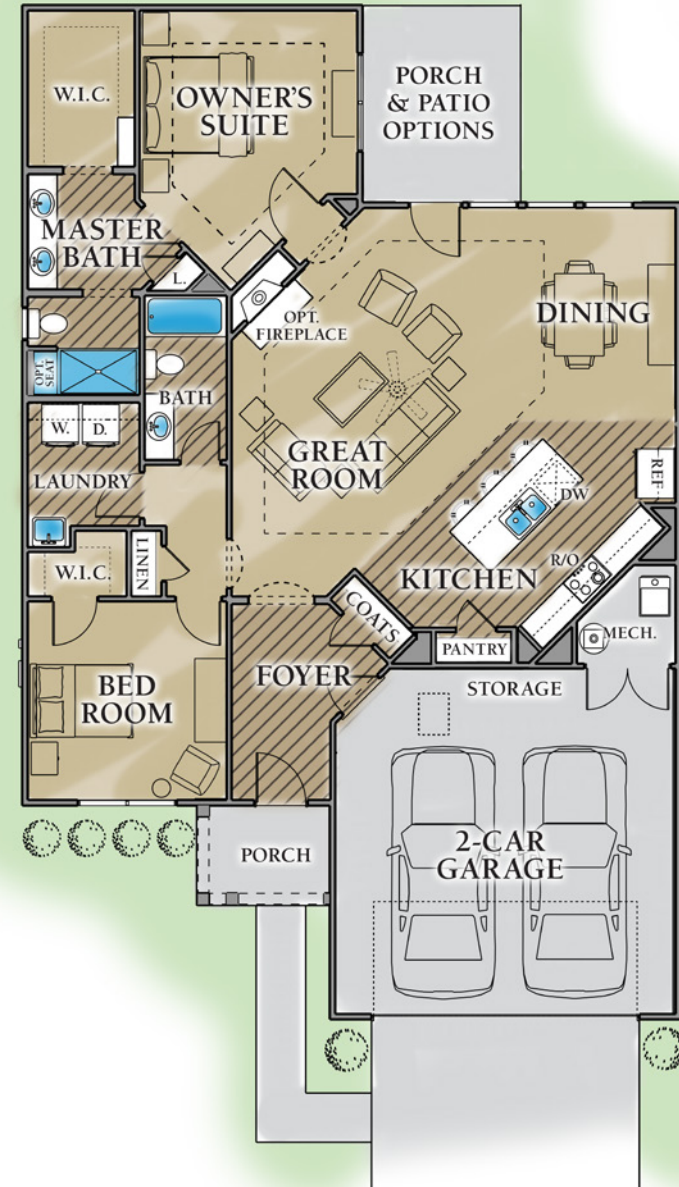 W.I.C.
OWNER'S
SUITE
PORCH
& PATIO
OPTIONS
MASTER
BATH
L.
OPT.
FIREPLACE
DINING
OPT.
SEAT
BATH
W.
D.
GREAT
ROOM
LAUNDRY
REF
DW
LINEN
W.I.C.
R/O
KITCHEN
COATS
MECH.
PANTRY
FOYER
BED
ROOM
STORAGE
PORCH
2-CAR
GARAGE